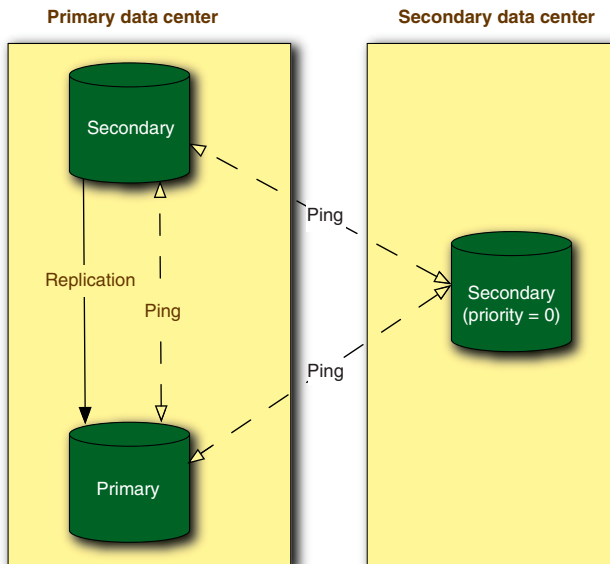 Primary data center
Secondary data center
Secondary
Ping
Replication
Ping
Secondary
(priority = 0)
Ping
Primary